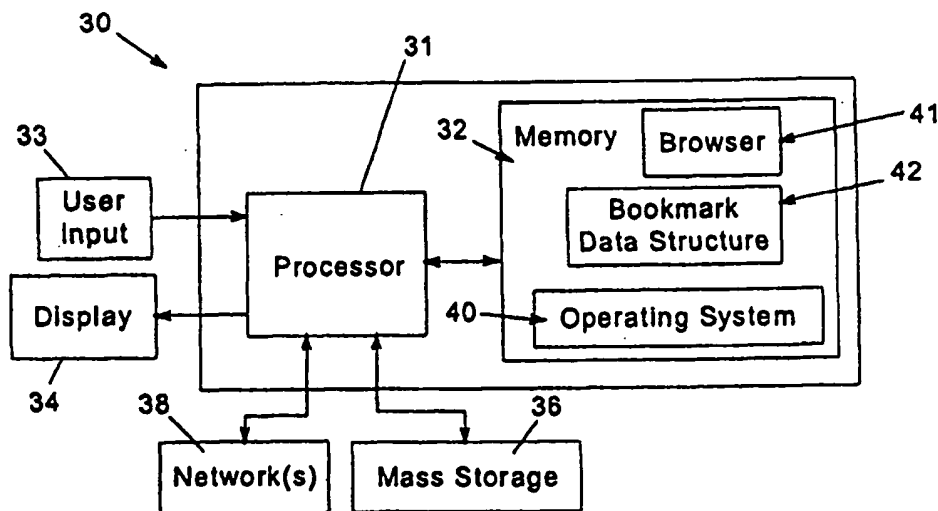 30
31
33
User
Input
Processor
32
Memory
Browser
41
42
Bookmark
Data Structure
40
Operating System
Display
34
38
36
Network(s)
Mass Storage